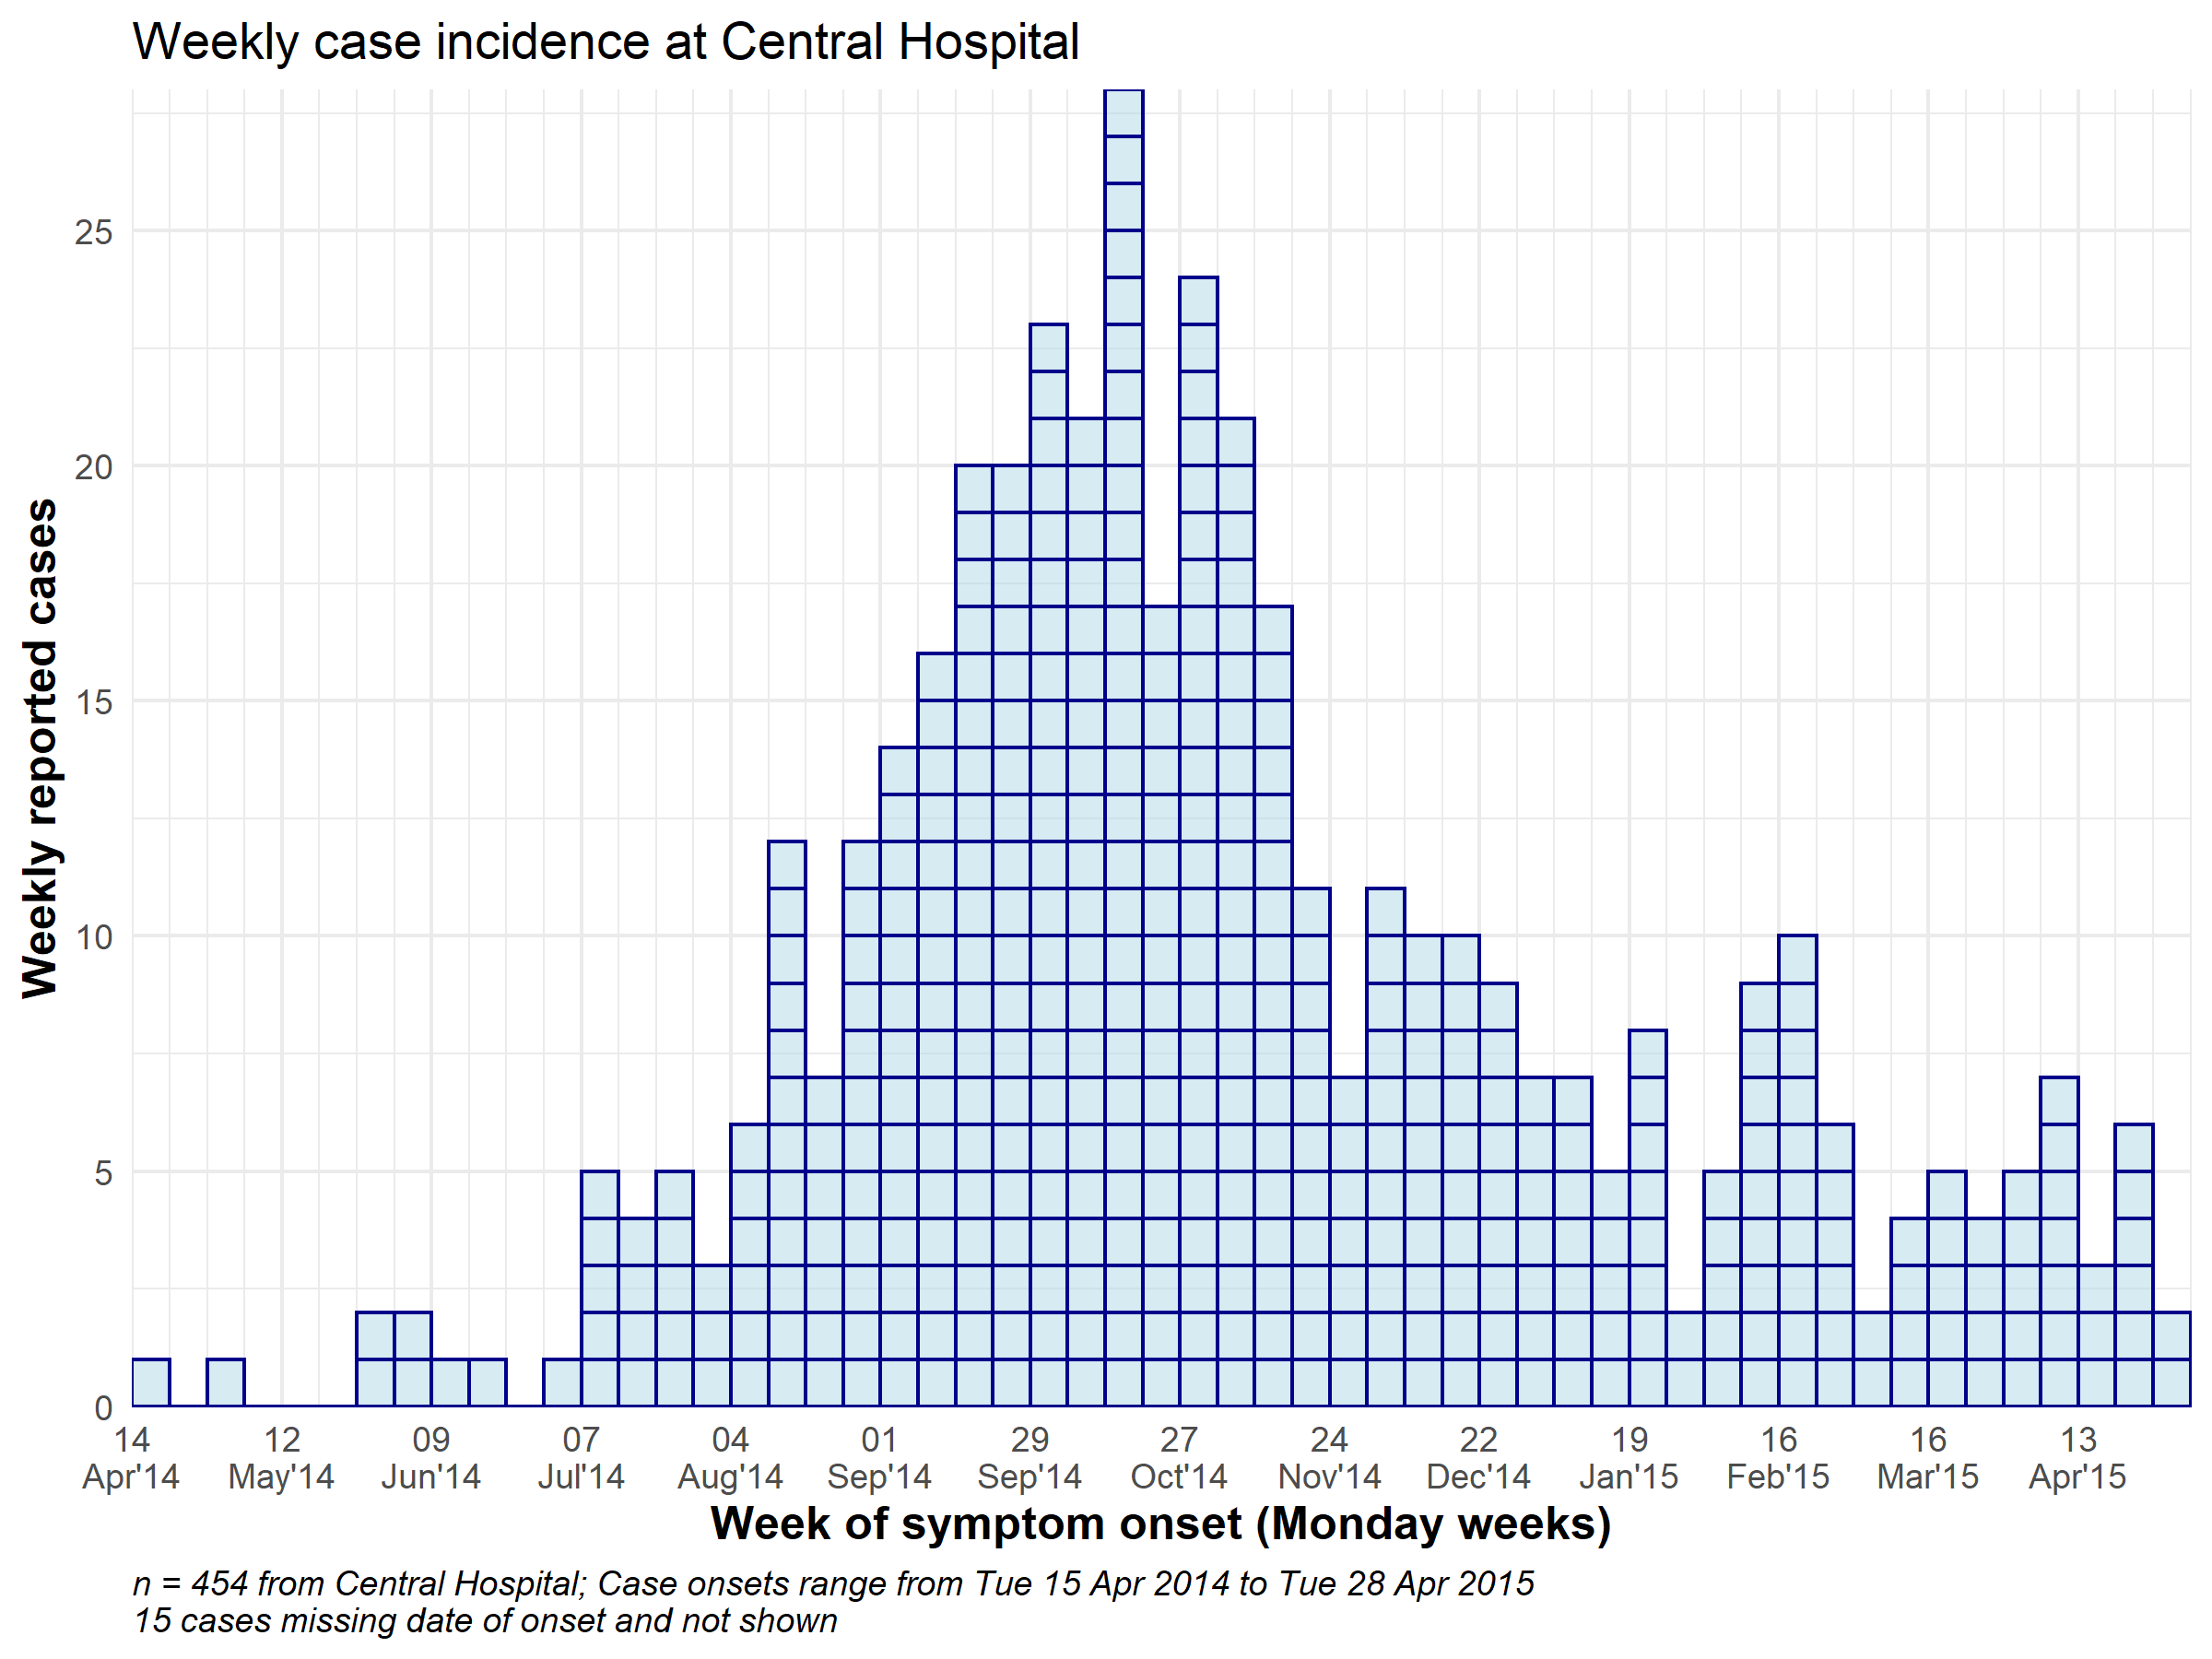 Weekly case incidence at Central Hospital
Weekly reported cases
25
20
15
10
5
0
14 12 09 07 04 01 29 27 24 22 19 16 16 13
Apr'14 May'14 Jun'14 Jul'14 Aug'14 Sep'14 Sep'14 Oct'14 Nov'14 Dec'14 Jan'15 Feb'15 Mar'15 Apr'15
Week of symptom onset (Monday weeks)
n = 454 from Central Hospital; Case onsets range from Tue 15 Apr 2014 to Tue 28 Apr 2015
15 cases missing date of onset and not shown